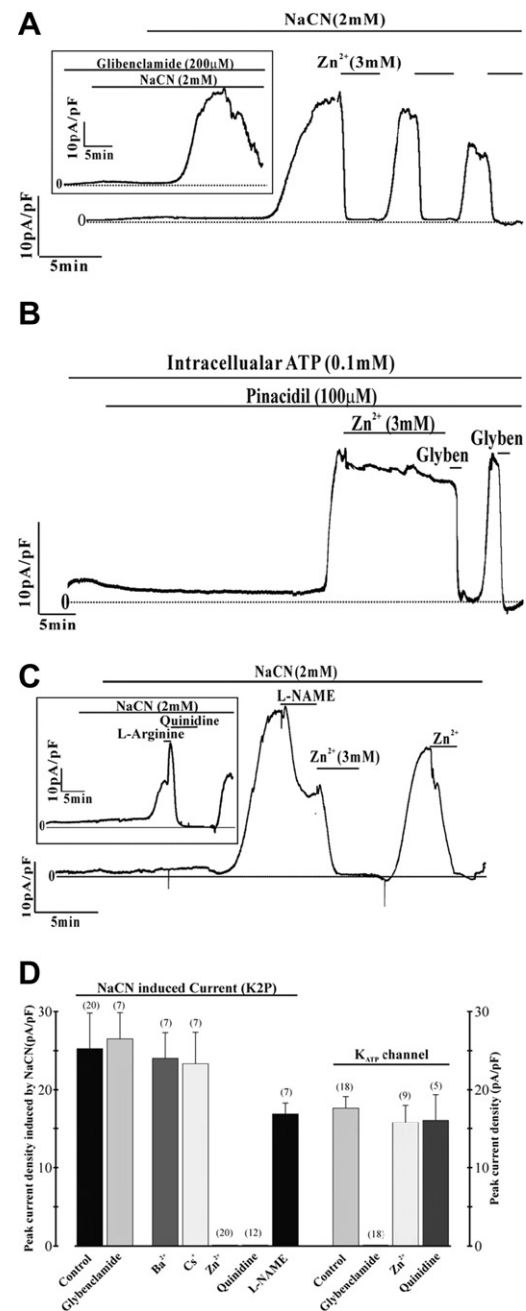 A
NaCN(2mM)
Zn²⁺(3mM)
Glibenclamide (200μM)
NaCN (2mM)
10pA/pF
5min
0
0
10pA/pF
5min
B
Intracellualar ATP (0.1mM)
Pinacidil (100μM)
Zn²⁺ (3mM)
Glyben
Glyben
10pA/pF
0
5min
C
NaCN(2mM)
L-NAME
Zn²⁺(3mM)
Zn²⁺
NaCN (2mM)
Quinidine
L-Arginine
10pA/pF
5min
0
0
10pA/pF
5min
D
NaCN induced Current (K2P)
K_ATP channel
Peak current density induced by NaCN(pA/pF)
30
20
10
0
(20)
(7)
(7)
(7)
(20)
(12)
(7)
(18)
(18)
(9)
(5)
30
20
10
0
Peak current density (pA/pF)
Control
Glybenclamide
Ba²⁺
Cs⁺
Zn²⁺
Quinidine
L-NAME
Control
Glybenclamide
Zn²⁺
Quinidine